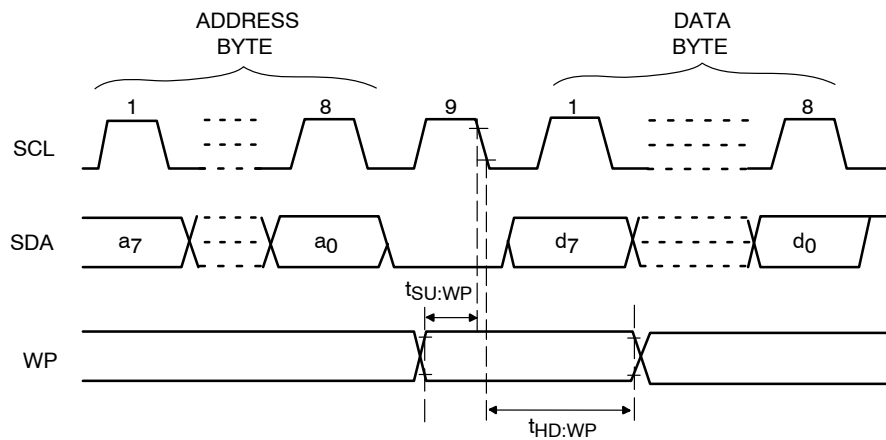 ADDRESS
BYTE
DATA
BYTE
1
8
9
1
8
SCL
SDA
a7
a0
d7
d0
tSU:WP
WP
tHD:WP